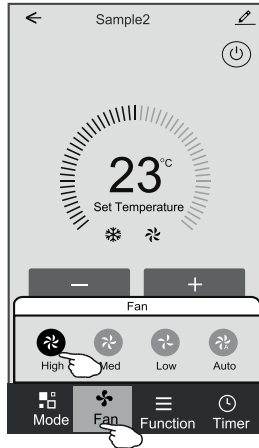 Sample2
23°C
Set Temperature
− +
Fan
High Med Low Auto
Mode Fan Function Timer